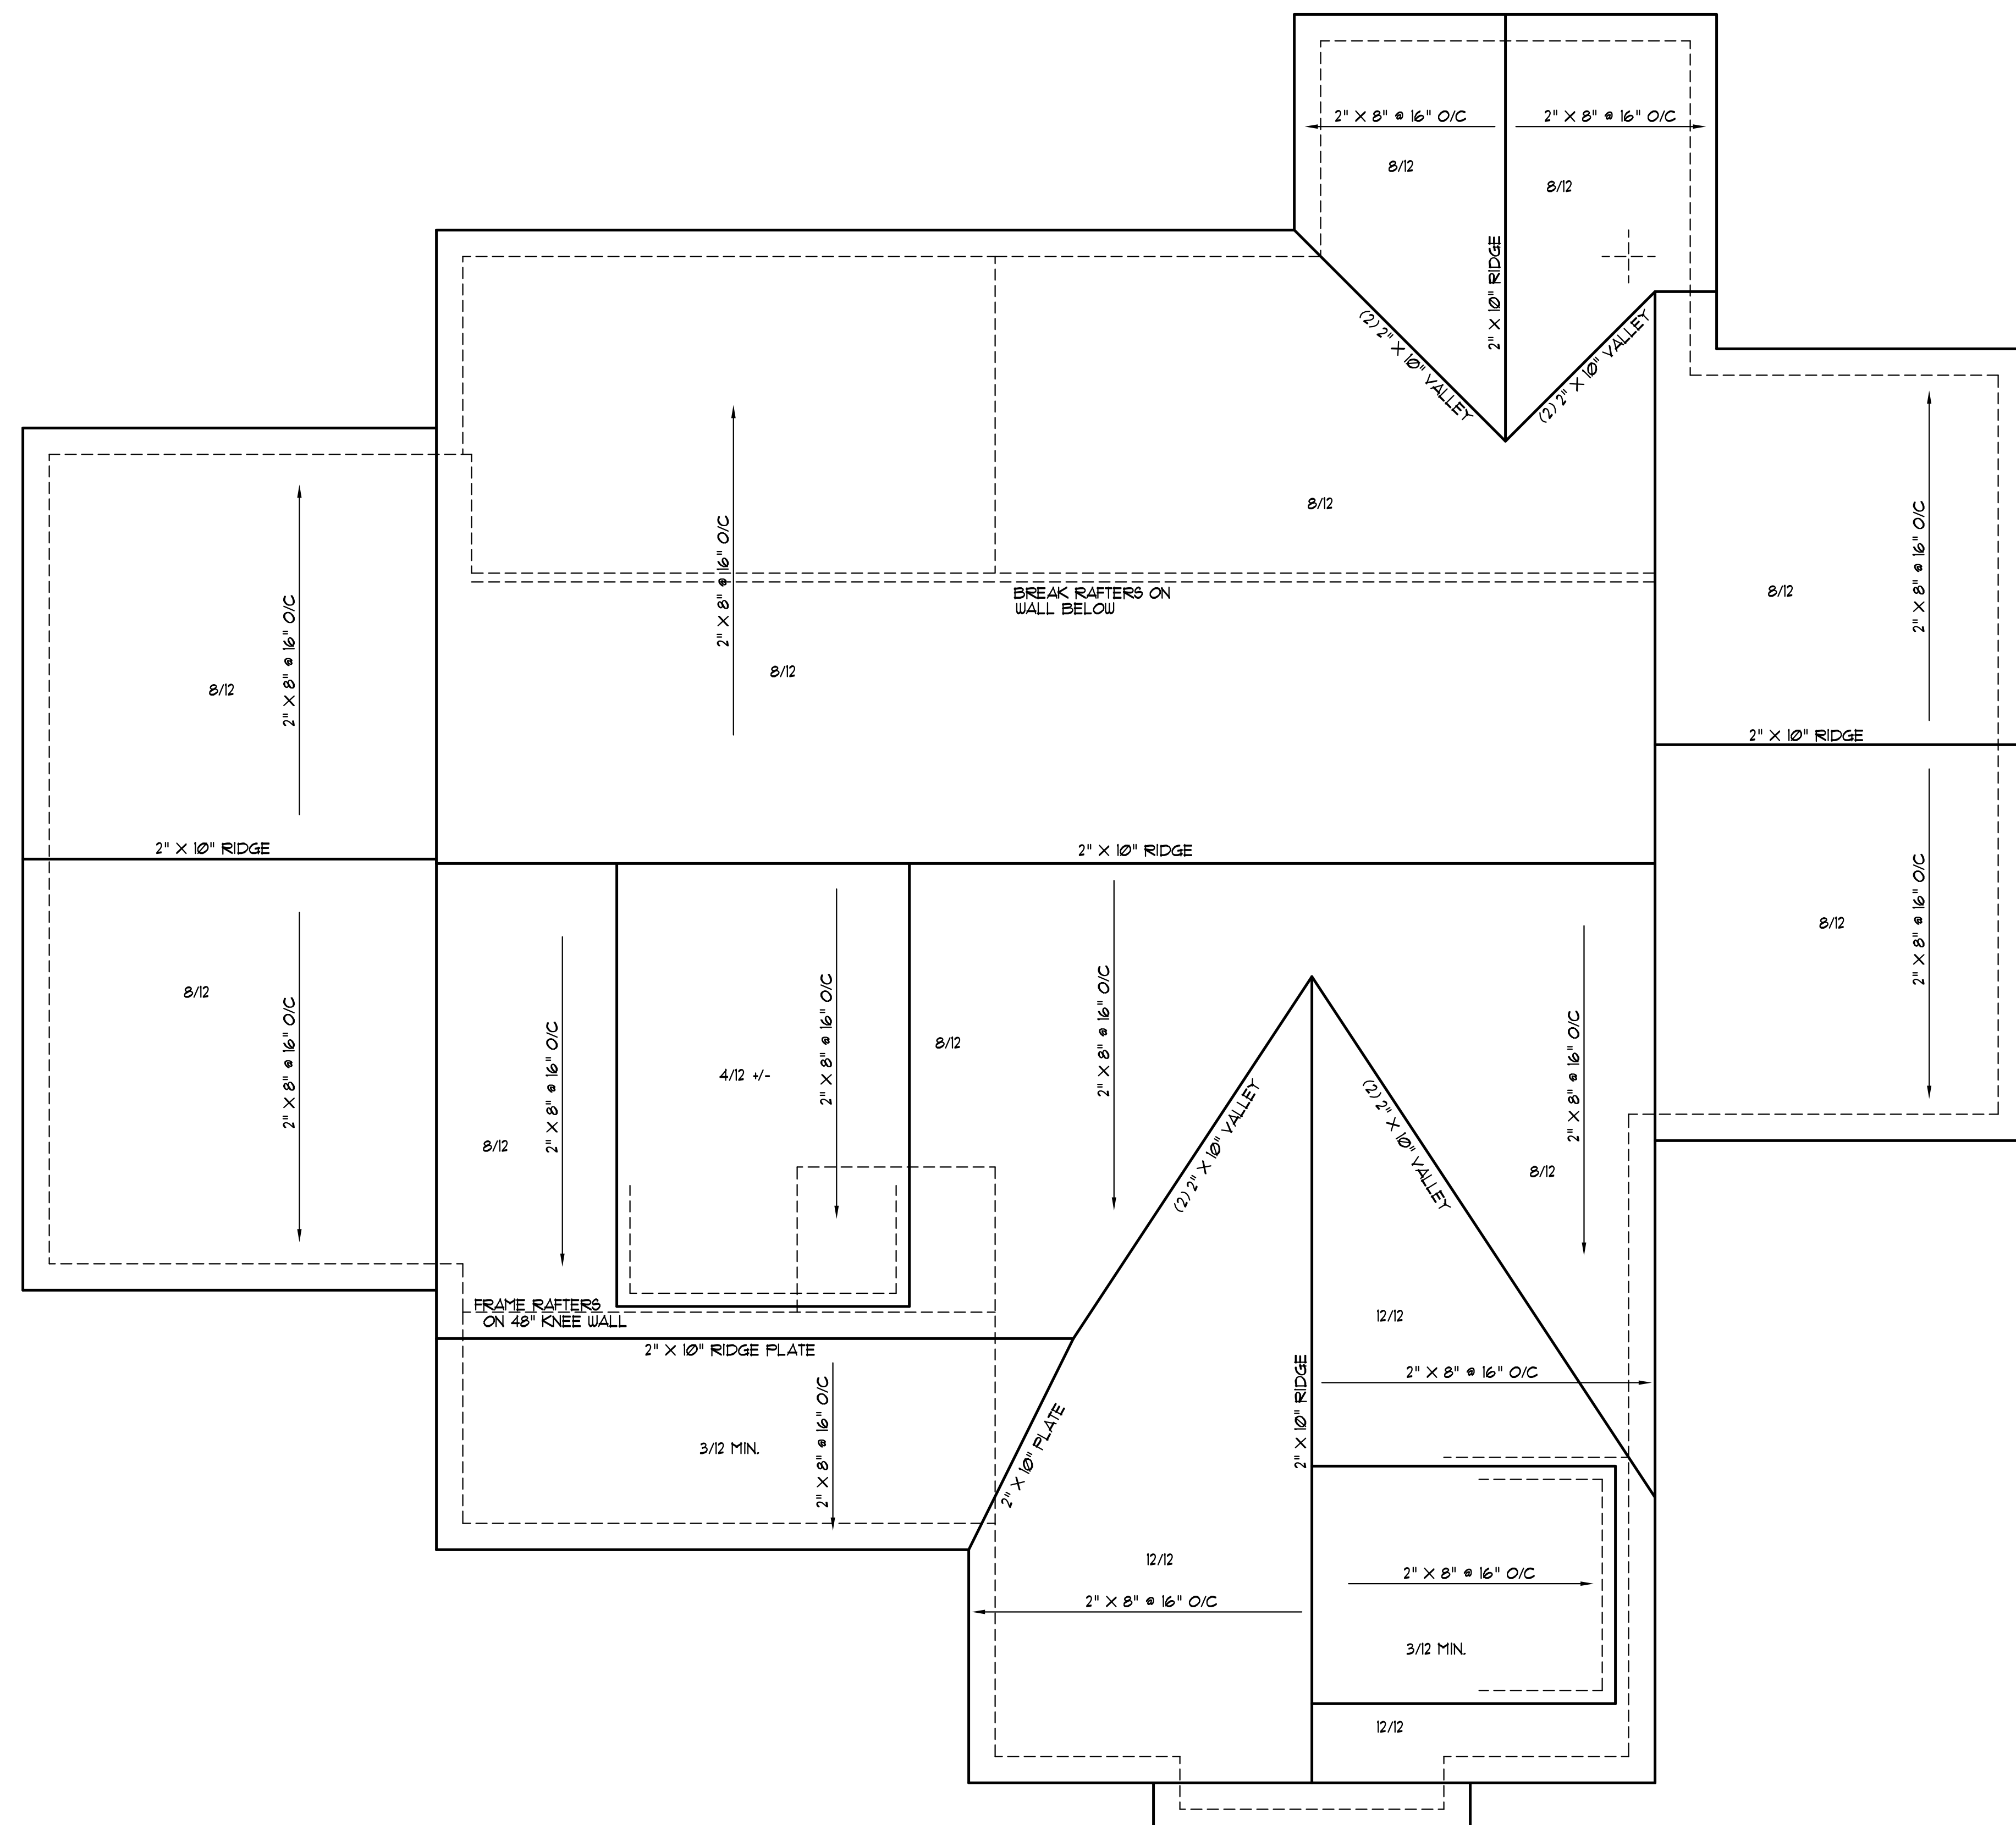 2" X 8" @ 16" O/C
2" X 8" @ 16" O/C
8/12
8/12
2" X 10" RIDGE
(2) 2" X 10" VALLEY
(2) 2" X 10" VALLEY
8/12
2" X 8" @ 16" O/C
2" X 8" @ 16" O/C
8/12
BREAK RAFTERS ON
WALL BELOW
2" X 8" @ 16" O/C
8/12
8/12
2" X 10" RIDGE
2" X 10" RIDGE
2" X 10" RIDGE
8/12
2" X 8" @ 16" O/C
8/12
2" X 8" @ 16" O/C
8/12
2" X 8" @ 16" O/C
4/12 +/-
2" X 8" @ 16" O/C
8/12
2" X 8" @ 16" O/C
(2) 2" X 10" VALLEY
(2) 2" X 10" VALLEY
2" X 8" @ 16" O/C
8/12
FRAME RAFTERS
ON 48" KNEE WALL
2" X 10" RIDGE PLATE
12/12
2" X 8" @ 16" O/C
2" X 10" RIDGE
3/12 MIN.
2" X 8" @ 16" O/C
2" X 10" PLATE
12/12
2" X 8" @ 16" O/C
2" X 8" @ 16" O/C
3/12 MIN.
12/12